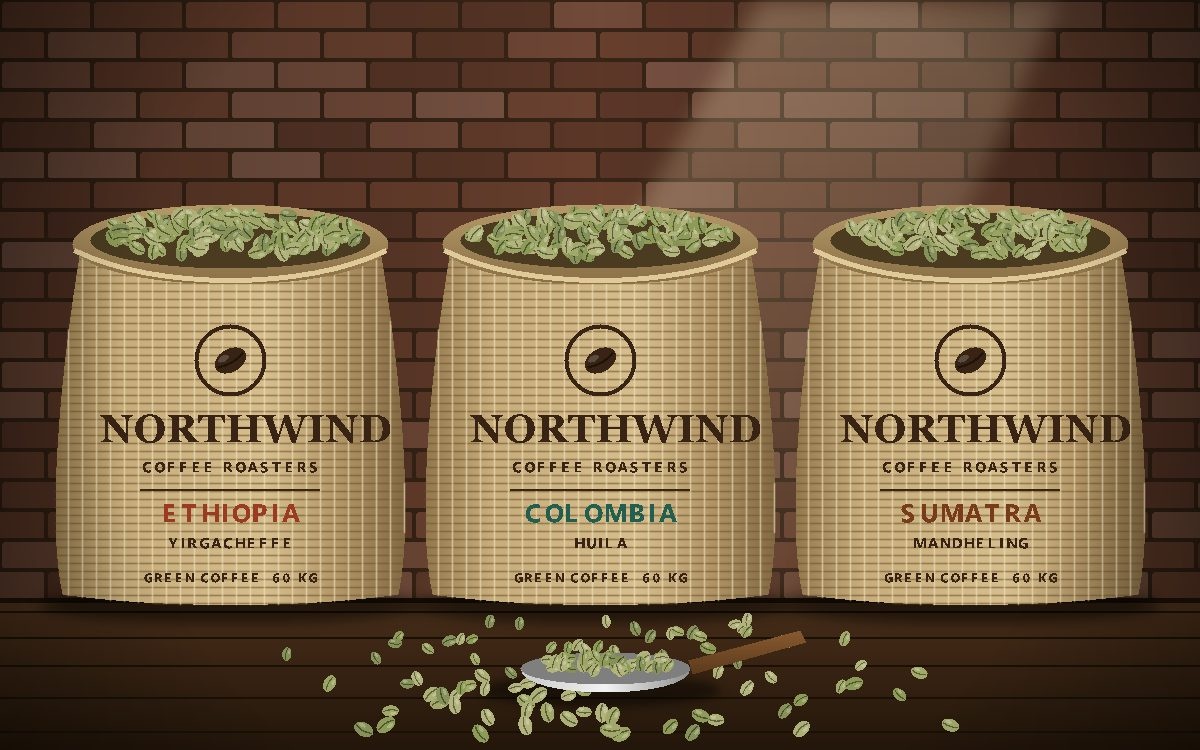 NORTHWIND
COFFEE ROASTERS
ETHIOPIA
YIRGACHEFFE
GREEN COFFEE 60 KG
NORTHWIND
COFFEE ROASTERS
COLOMBIA
HUILA
GREEN COFFEE 60 KG
NORTHWIND
COFFEE ROASTERS
SUMATRA
MANDHELING
GREEN COFFEE 60 KG